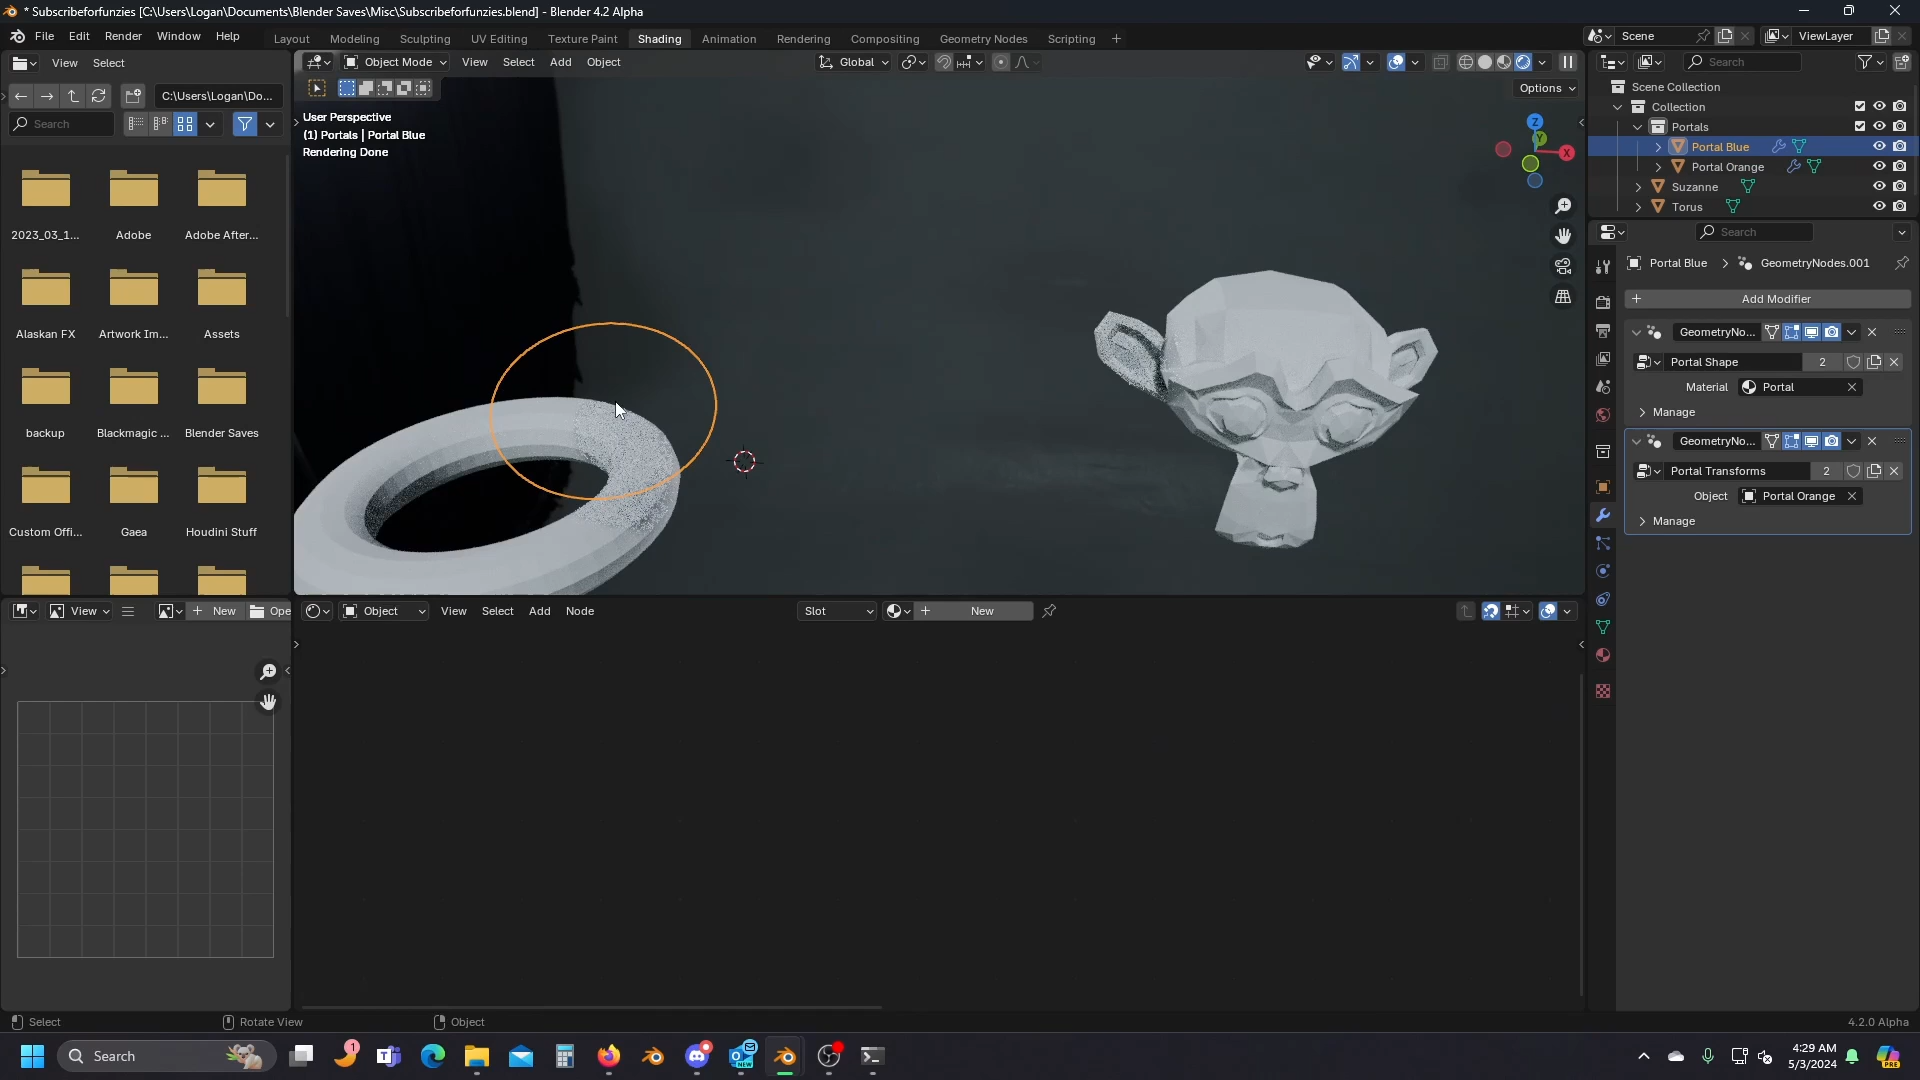 * Subscribeforfunzies [C:\Users\Logan\Documents\Blender Saves\Misc\Subscribeforfunzies.blend] - Blender 4.2 Alpha
File Edit Render Window Help Layout Modeling Sculpting UV Editing Texture Paint Shading Animation Rendering Compositing Geometry Nodes Scripting + Scene ViewLayer
View Select
Object Mode View Select Add Object Global
Search
C:\Users\Logan\Do...
Options
Search
User Perspective
(1) Portals | Portal Blue
Rendering Done
Z
Y
X
Scene Collection
Collection
Portals
Portal Blue
Portal Orange
Suzanne
Torus
2023_03_1... Adobe Adobe After...
Alaskan FX Artwork Im... Assets
backup Blackmagic ... Blender Saves
Custom Offi... Gaea Houdini Stuff
Search
Portal Blue > GeometryNodes.001
+ Add Modifier
GeometryNo...
Portal Shape 2
Material Portal
> Manage
GeometryNo...
Portal Transforms 2
Object Portal Orange
> Manage
View + New Ope
Object View Select Add Node Slot + New
Select Rotate View Object 4.2.0 Alpha
Search
1
NEW
PRE
4:29 AM
5/3/2024